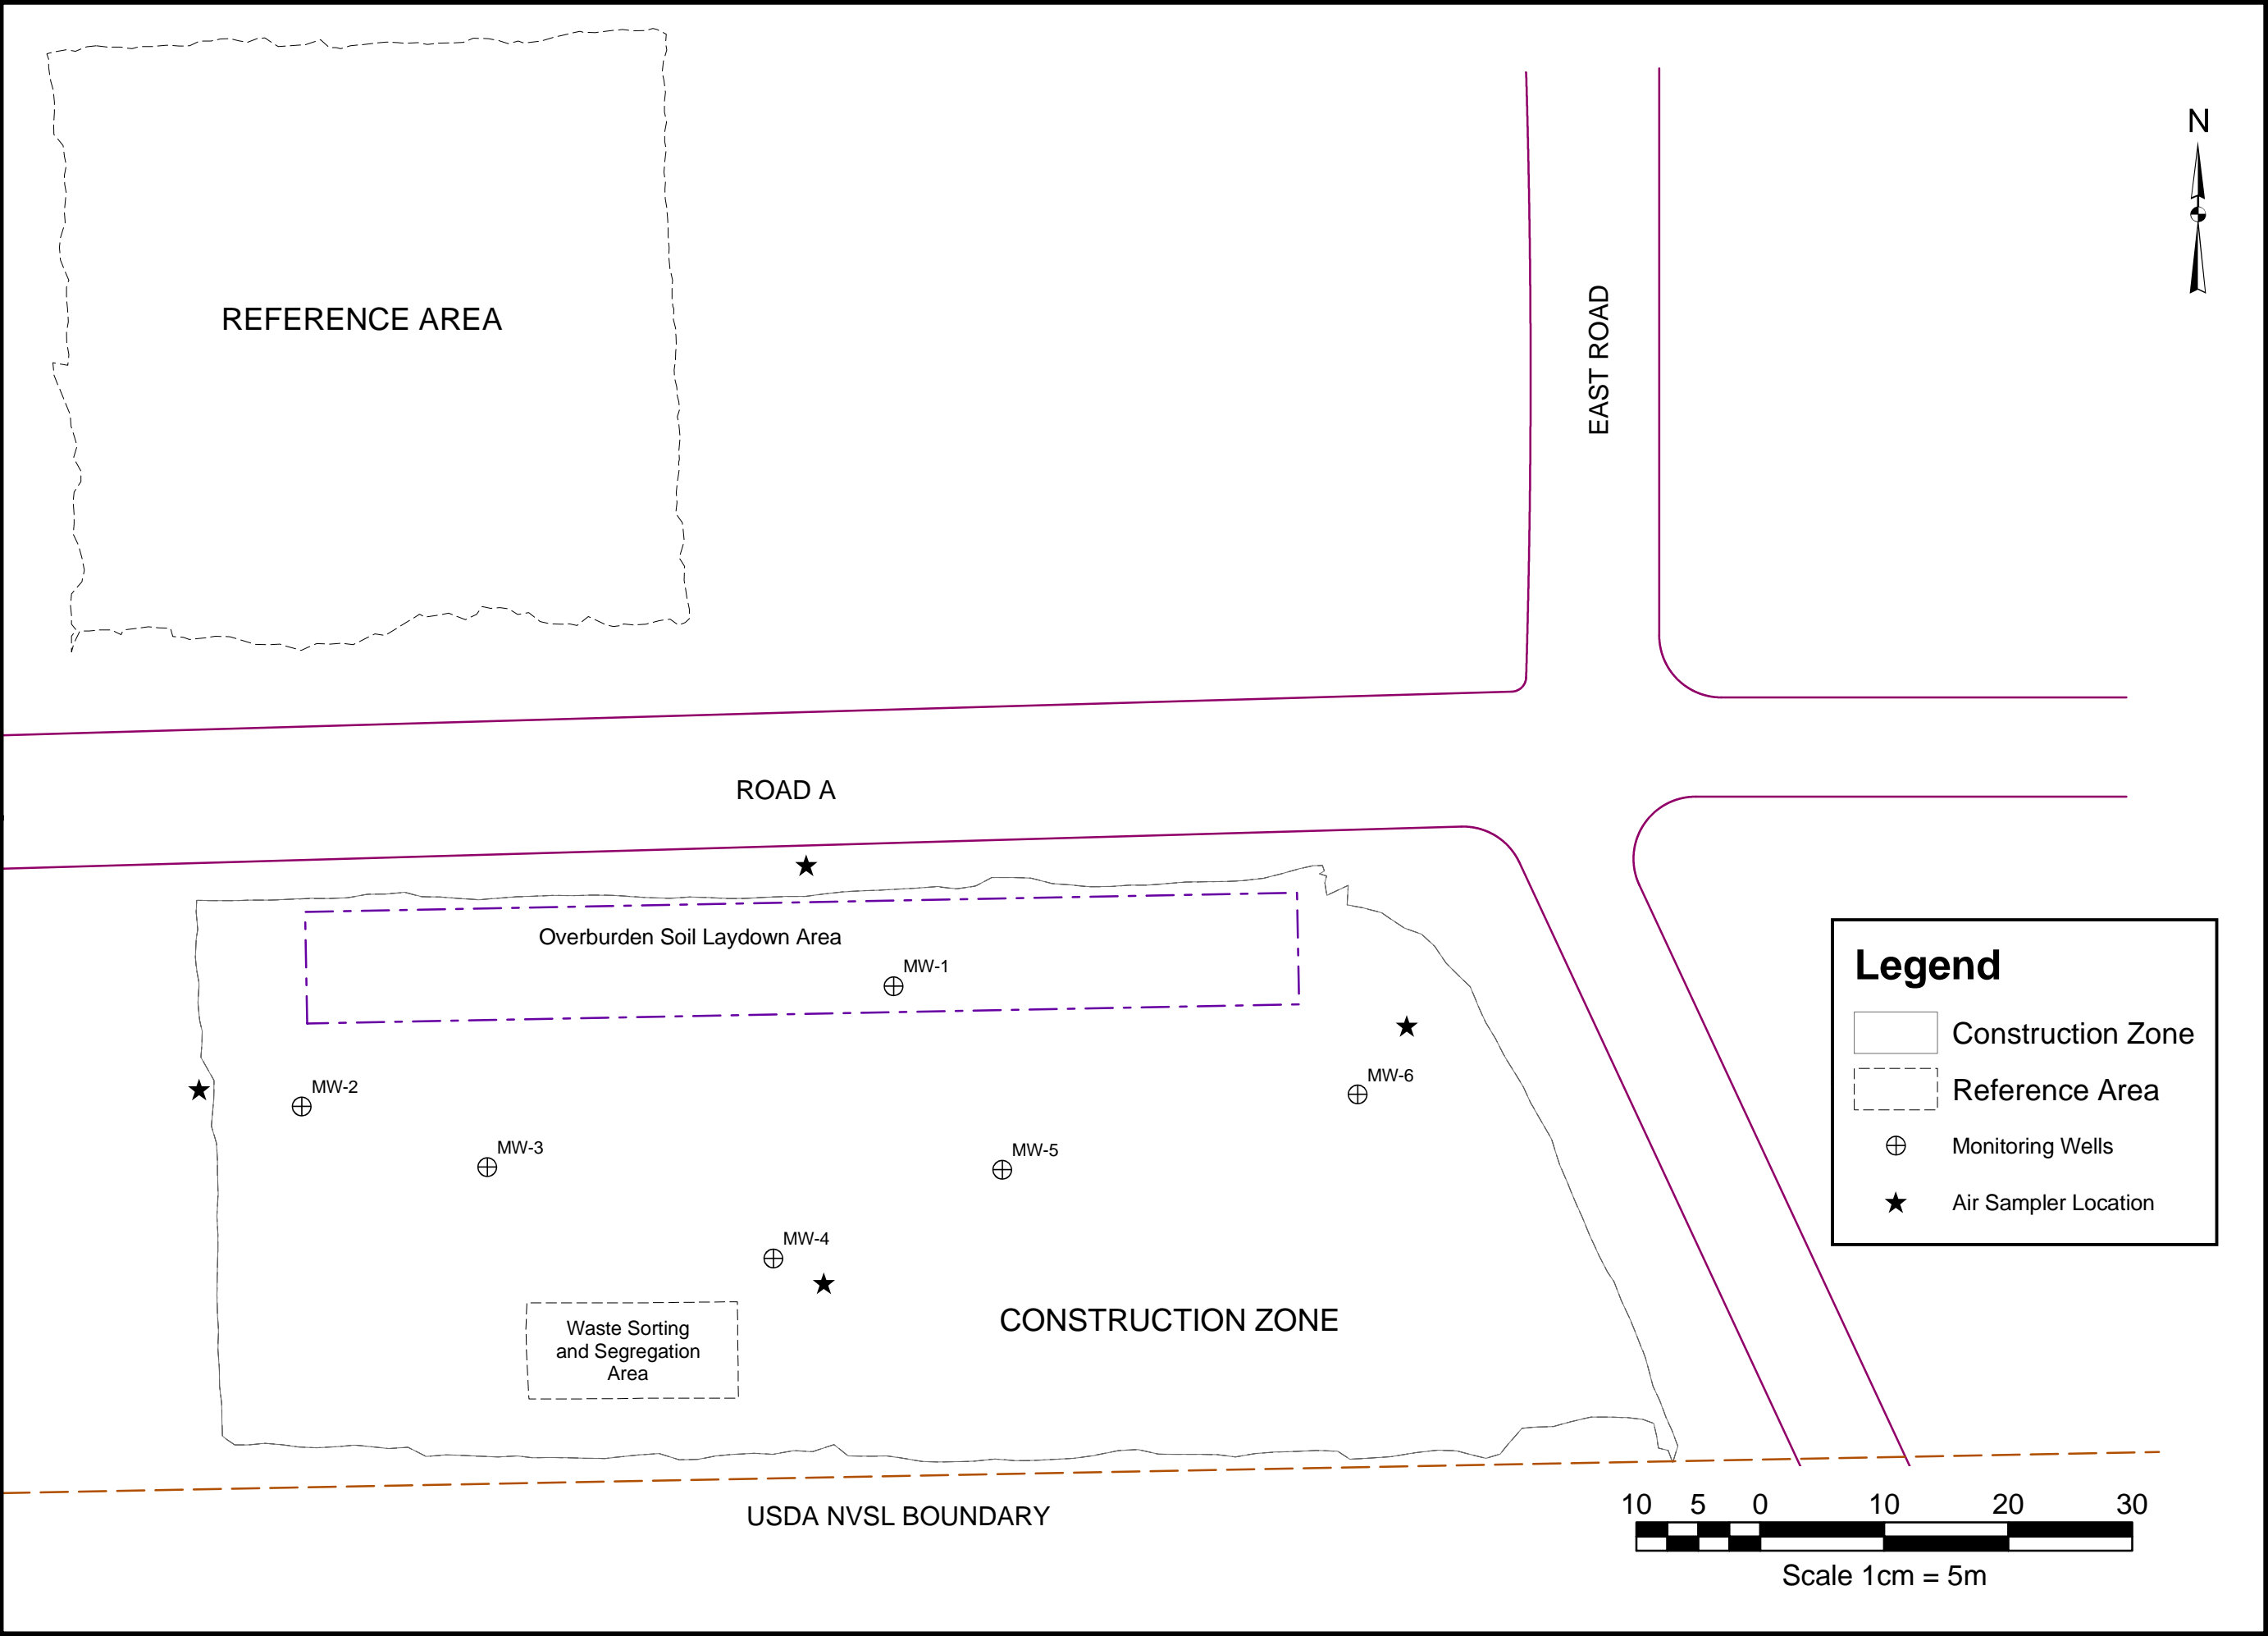 N
REFERENCE AREA
EAST ROAD
ROAD A
Overburden Soil Laydown Area
MW-1
MW-2
MW-6
MW-3
MW-5
MW-4
CONSTRUCTION ZONE
Waste Sorting
and Segregation
Area
USDA NVSL BOUNDARY
Legend
Construction Zone
Reference Area
Monitoring Wells
Air Sampler Location
10 5 0 10 20 30
Scale 1cm = 5m